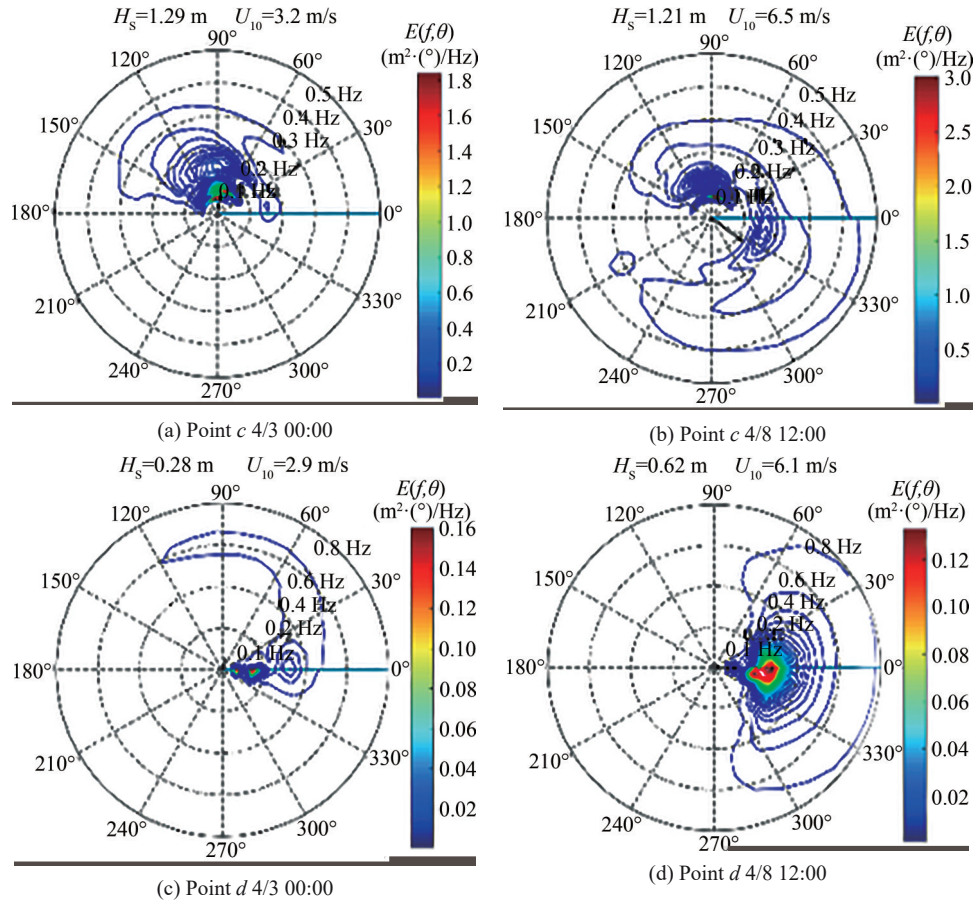 Hs=1.29 m U10=3.2 m/s
E(f,θ)
(m²·(°)/Hz)
90°
120° 60°
0.5 Hz
0.4 Hz
150° 30°
0.3 Hz
0.2 Hz
0.1 Hz
180° 0°
210° 330°
240° 300°
270°
1.8
1.6
1.4
1.2
1.0
0.8
0.6
0.4
0.2
(a) Point c 4/3 00:00
Hs=1.21 m U10=6.5 m/s
E(f,θ)
(m²·(°)/Hz)
90°
120° 60°
0.5 Hz
0.4 Hz
150° 30°
0.3 Hz
0.2 Hz
0.1 Hz
180° 0°
210° 330°
240° 300°
270°
3.0
2.5
2.0
1.5
1.0
0.5
(b) Point c 4/8 12:00
Hs=0.28 m U10=2.9 m/s
E(f,θ)
(m²·(°)/Hz)
90°
120° 60°
0.8 Hz
150° 0.6 Hz 30°
0.4 Hz
0.2 Hz
0.1 Hz
180° 0°
210° 330°
240° 300°
270°
0.16
0.14
0.12
0.10
0.08
0.06
0.04
0.02
(c) Point d 4/3 00:00
Hs=0.62 m U10=6.1 m/s
E(f,θ)
(m²·(°)/Hz)
90°
120° 60°
0.8 Hz
150° 0.6 Hz 30°
0.4 Hz
0.2 Hz
0.1 Hz
180° 0°
210° 330°
240° 300°
270°
0.12
0.10
0.08
0.06
0.04
0.02
(d) Point d 4/8 12:00